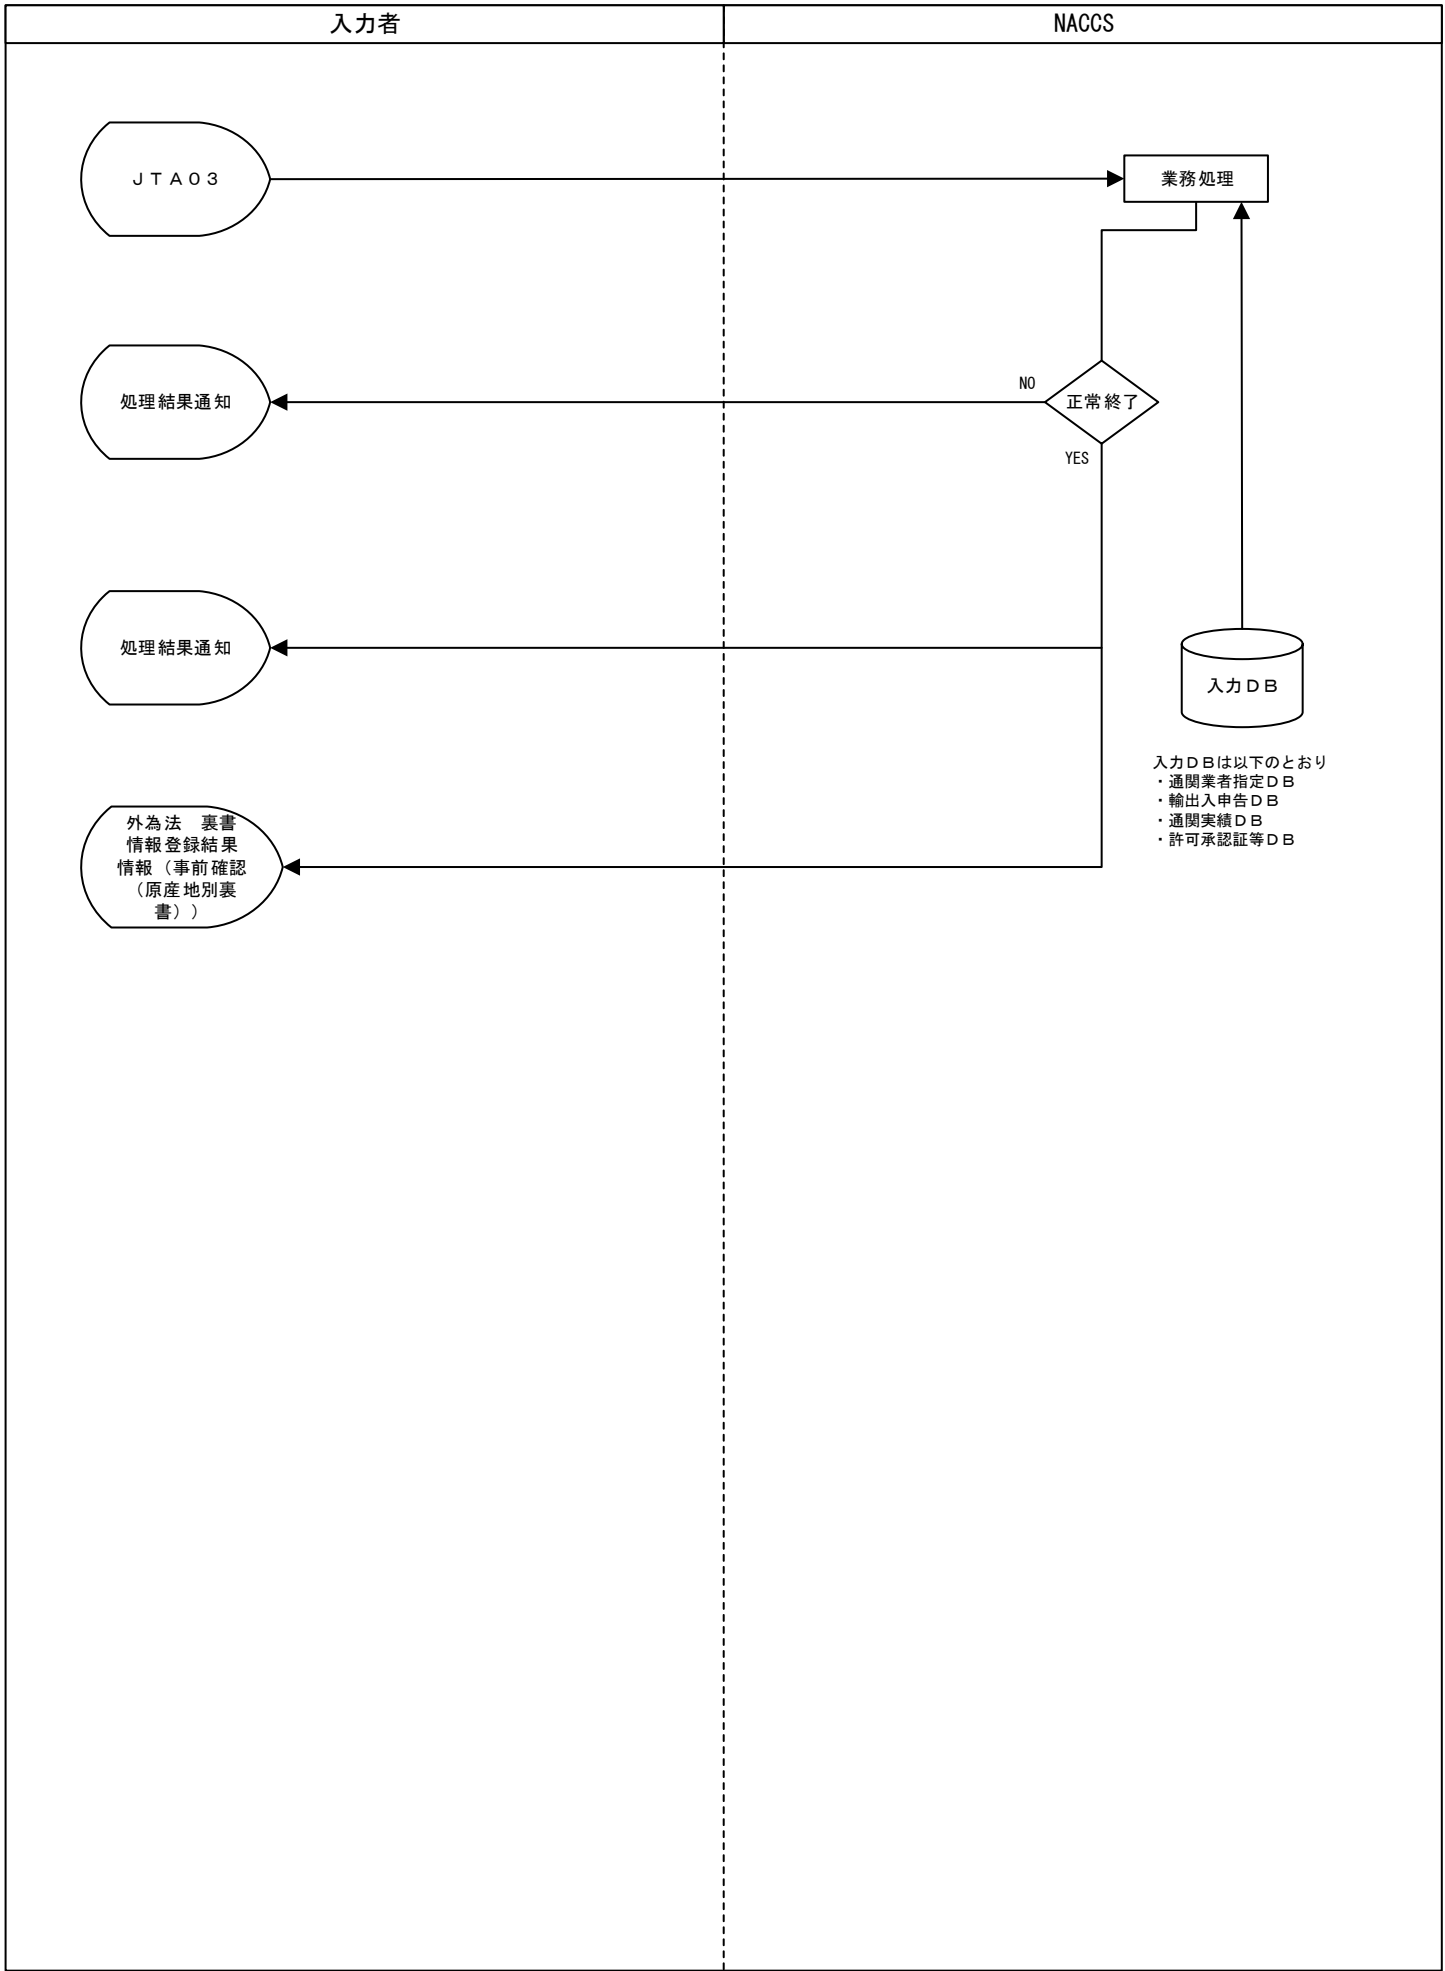 入力者
NACCS
ＪＴＡ０３
業務処理
処理結果通知
NO
正常終了
YES
処理結果通知
入力ＤＢ
入力ＤＢは以下のとおり
・通関業者指定ＤＢ
・輸出入申告ＤＢ
・通関実績ＤＢ
・許可承認証等ＤＢ
外為法　裏書
情報登録結果
情報（事前確認
（原産地別裏
書））